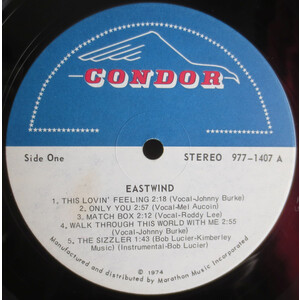 CONDOR
Side One
STEREO 977-1407 A
EASTWIND
1. THIS LOVIN' FEELING 2:18 (Vocal-Johnny Burke)
2. ONLY YOU 2:57 (Vocal-Mel Aucoin)
3. MATCH BOX 2:12 (Vocal-Roddy Lee)
4. WALK THROUGH THIS WORLD WITH ME 2:55
(Vocal-Johnny Burke)
5. THE SIZZLER 1:43 (Bob Lucier-Kimberley
Music) (Instrumental-Bob Lucier)
℗ 1974
Manufactured and distributed by Marathon Music Incorporated